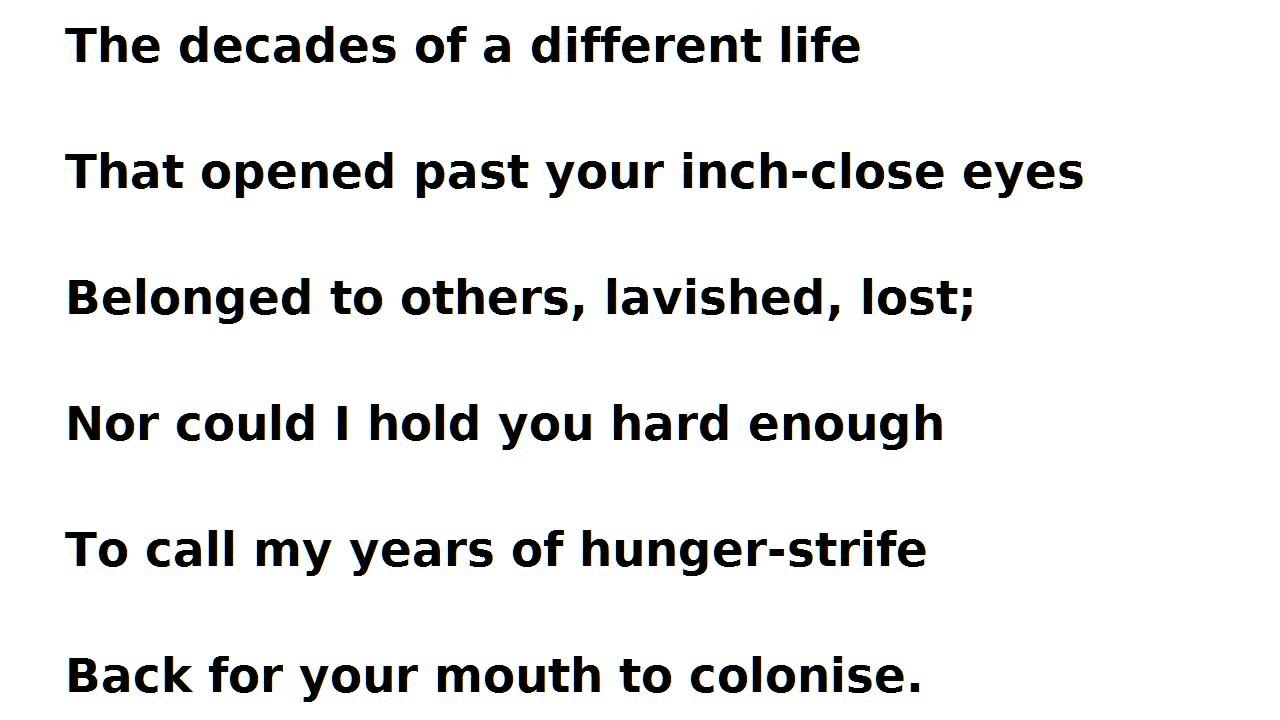 The decades of a different life
That opened past your inch-close eyes
Belonged to others, lavished, lost;
Nor could I hold you hard enough
To call my years of hunger-strife
Back for your mouth to colonise.